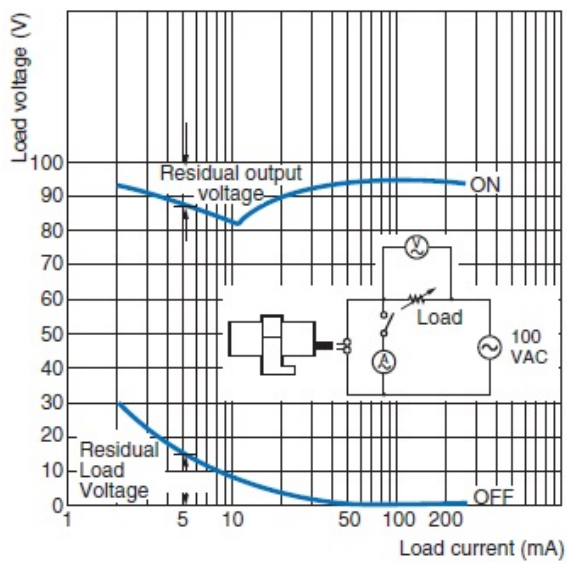 Load voltage (V)
100
90
80
70
60
50
40
30
20
10
0
Residual output
voltage
ON
V
Load
A
100
VAC
Residual
Load
Voltage
OFF
1
5
10
50
100
200
Load current (mA)